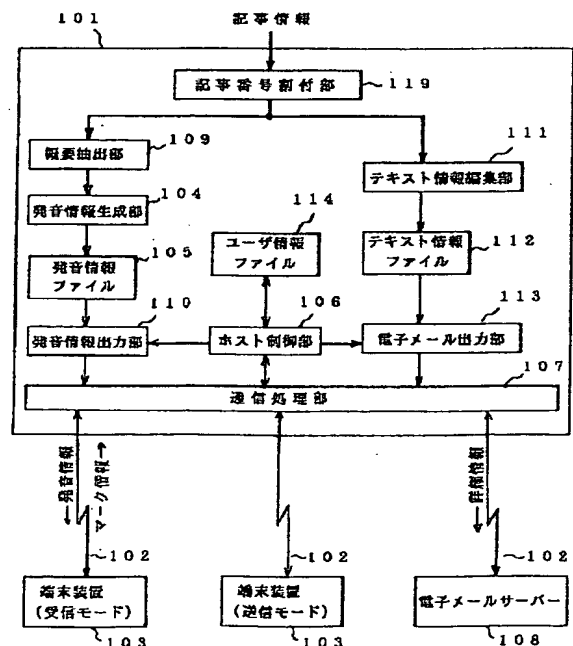 記事情報
101
記事番号割付部
119
概要抽出部
109
発音情報生成部
104
発音情報
ファイル
105
発音情報出力部
110
ユーザ情報
ファイル
114
ホスト制御部
106
テキスト情報編集部
111
テキスト情報
ファイル
112
電子メール出力部
113
通信処理部
107
←発音情報
マーク情報→
←詳細情報
102
102
102
端末装置
(受信モード)
103
端末装置
(送信モード)
103
電子メールサーバー
108